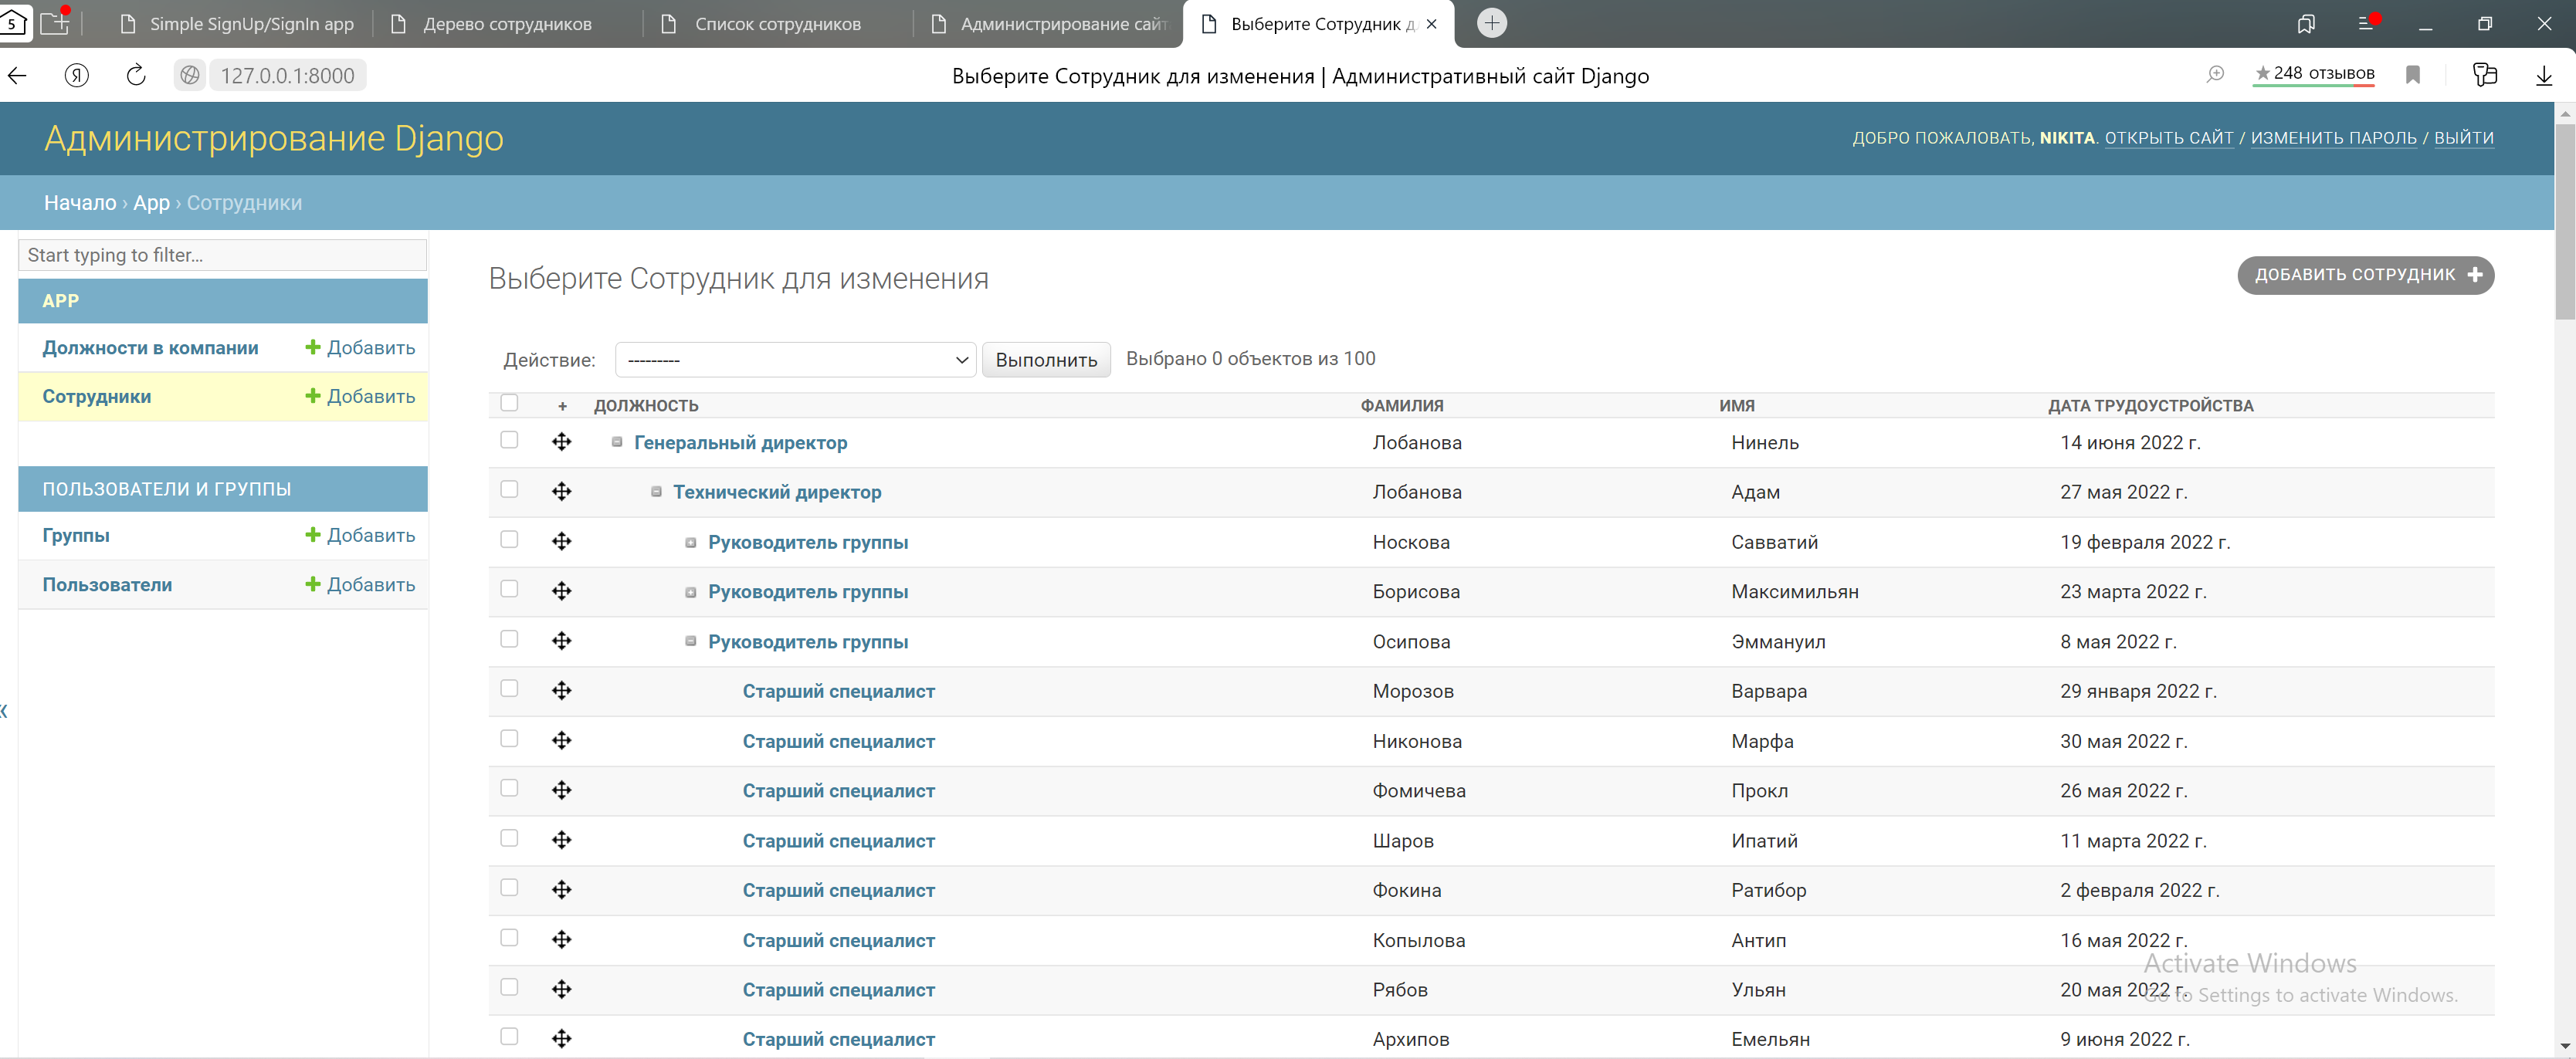 5
Simple SignUp/SignIn app
Дерево сотрудников
Список сотрудников
Администрирование сайт
Выберите Сотрудник д
Я
127.0.0.1:8000
Выберите Сотрудник для изменения | Административный сайт Django
★ 248 отзывов
Администрирование Django
ДОБРО ПОЖАЛОВАТЬ, NIKITA. ОТКРЫТЬ САЙТ / ИЗМЕНИТЬ ПАРОЛЬ / ВЫЙТИ
Начало › App › Сотрудники
Start typing to filter...
APP
Должности в компании + Добавить
Сотрудники + Добавить
ПОЛЬЗОВАТЕЛИ И ГРУППЫ
Группы + Добавить
Пользователи + Добавить
«
Выберите Сотрудник для изменения
ДОБАВИТЬ СОТРУДНИК +
Действие: --------- Выполнить Выбрано 0 объектов из 100
+ ДОЛЖНОСТЬ ФАМИЛИЯ ИМЯ ДАТА ТРУДОУСТРОЙСТВА
Генеральный директор Лобанова Нинель 14 июня 2022 г.
Технический директор Лобанова Адам 27 мая 2022 г.
Руководитель группы Носкова Савватий 19 февраля 2022 г.
Руководитель группы Борисова Максимильян 23 марта 2022 г.
Руководитель группы Осипова Эммануил 8 мая 2022 г.
Старший специалист Морозов Варвара 29 января 2022 г.
Старший специалист Никонова Марфа 30 мая 2022 г.
Старший специалист Фомичева Прокл 26 мая 2022 г.
Старший специалист Шаров Ипатий 11 марта 2022 г.
Старший специалист Фокина Ратибор 2 февраля 2022 г.
Старший специалист Копылова Антип 16 мая 2022 г.
Старший специалист Рябов Ульян 20 мая 2022 г.
Старший специалист Архипов Емельян 9 июня 2022 г.
Activate Windows
Go to Settings to activate Windows.